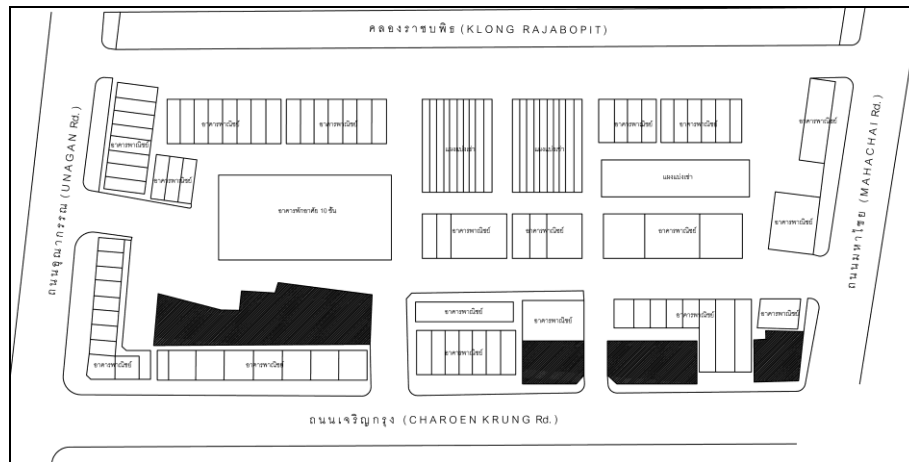 คลองราชบพิธ (KLONG RAJABOPIT)
ถนนอุณากรรณ (UNAGAN Rd.)
อาคารพาณิชย์
อาคารพาณิชย์
อาคารพาณิชย์
อาคารพาณิชย์
แผงแบ่งเช่า
แผงแบ่งเช่า
อาคารพาณิชย์
อาคารพาณิชย์
อาคารพาณิชย์
แผงแบ่งเช่า
อาคารพักอาศัย 10 ชั้น
อาคารพาณิชย์
อาคารพาณิชย์
อาคารพาณิชย์
อาคารพาณิชย์
ถนนมหาไชย (MAHACHAI Rd.)
อาคารพาณิชย์
อาคารพาณิชย์
อาคารพาณิชย์
อาคารพาณิชย์
อาคารพาณิชย์
อาคารพาณิชย์
อาคารพาณิชย์
ถนนเจริญกรุง (CHAROEN KRUNG Rd.)